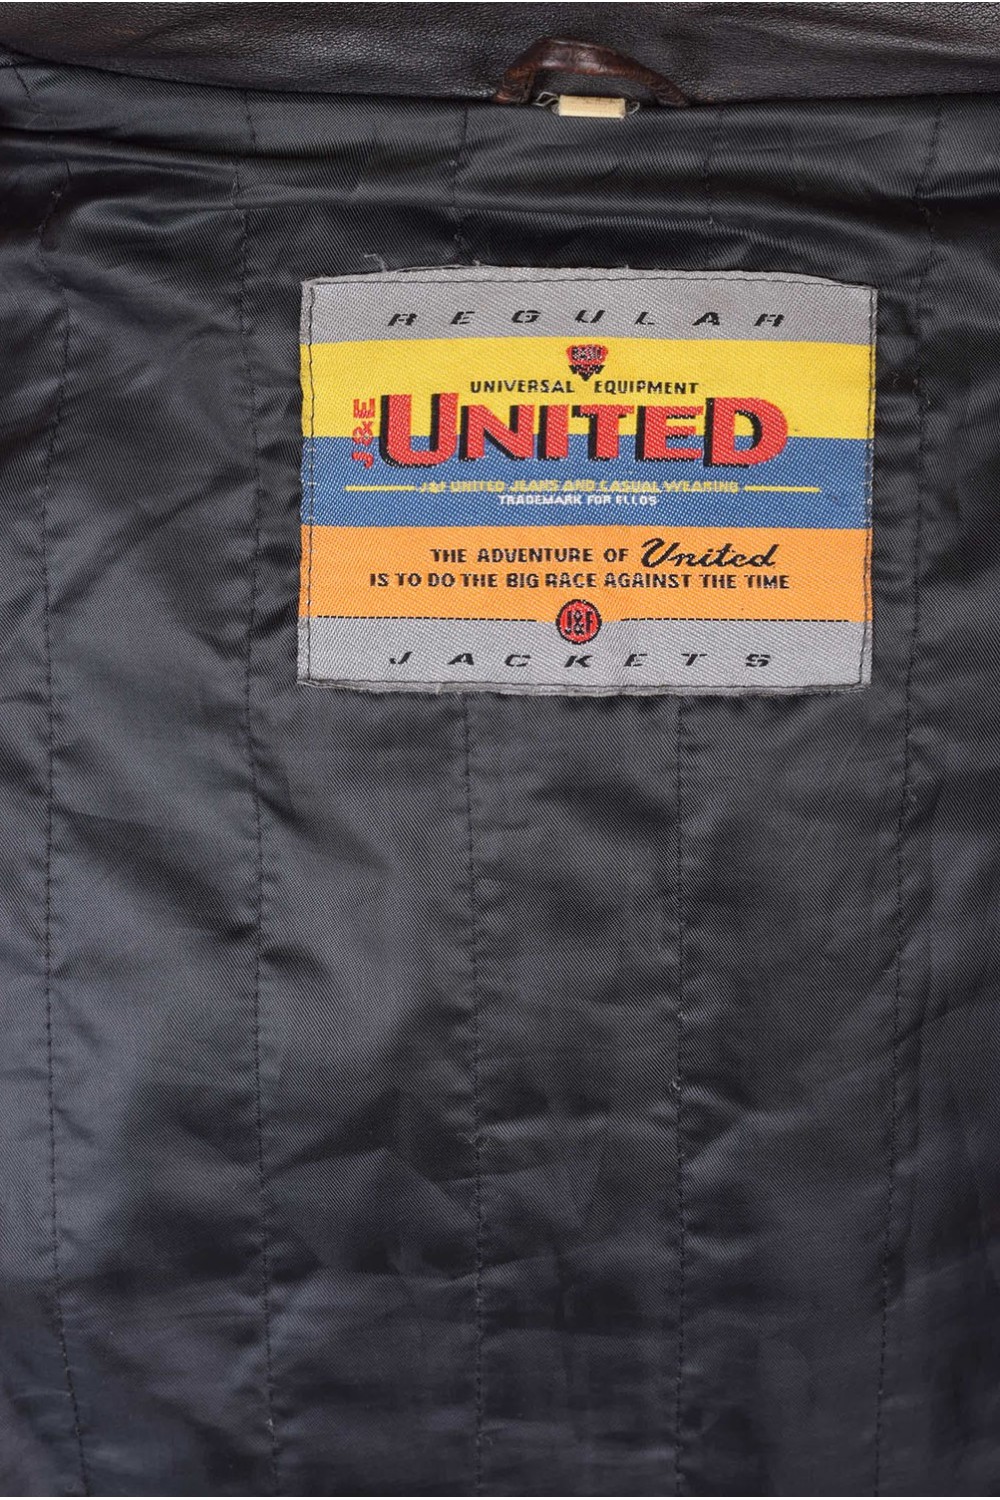 REGULAR
UNIVERSAL EQUIPMENT
J&E UNITED
J&F UNITED JEANS AND CASUAL WEARING
TRADEMARK FOR ELLOS
THE ADVENTURE OF United
IS TO DO THE BIG RACE AGAINST THE TIME
J&F
JACKETS